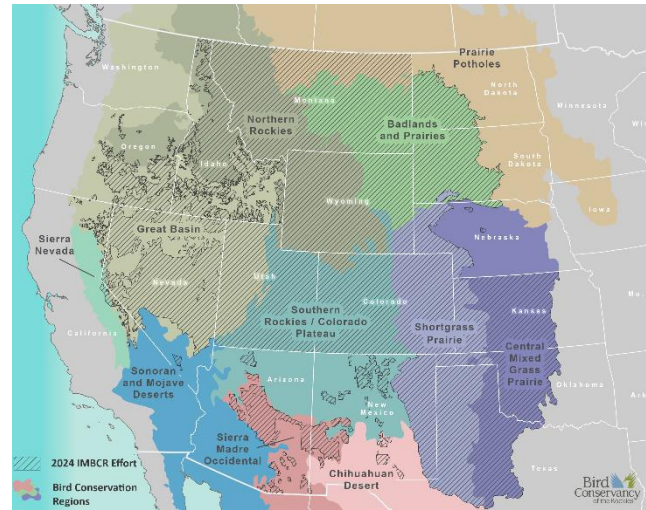 Washington
Prairie
Potholes
North
Dakota
Minnesota
Montana
Northern
Rockies
Badlands
and Prairies
Oregon
Idaho
South
Dakota
Wyoming
Iowa
Sierra
Nevada
Great Basin
Nebraska
Nevada
Utah
Colorado
Kansas
California
Southern
Rockies / Colorado
Plateau
Shortgrass
Prairie
Central
Mixed
Grass
Prairie
Sonoran
and Mojave
Deserts
Arizona
New
Mexico
Oklahoma
Sierra
Madre
Occidental
Chihuahuan
Desert
Texas
2024 IMBCR Effort
Bird Conservation
Regions
Bird
Conservancy
of the Rockies